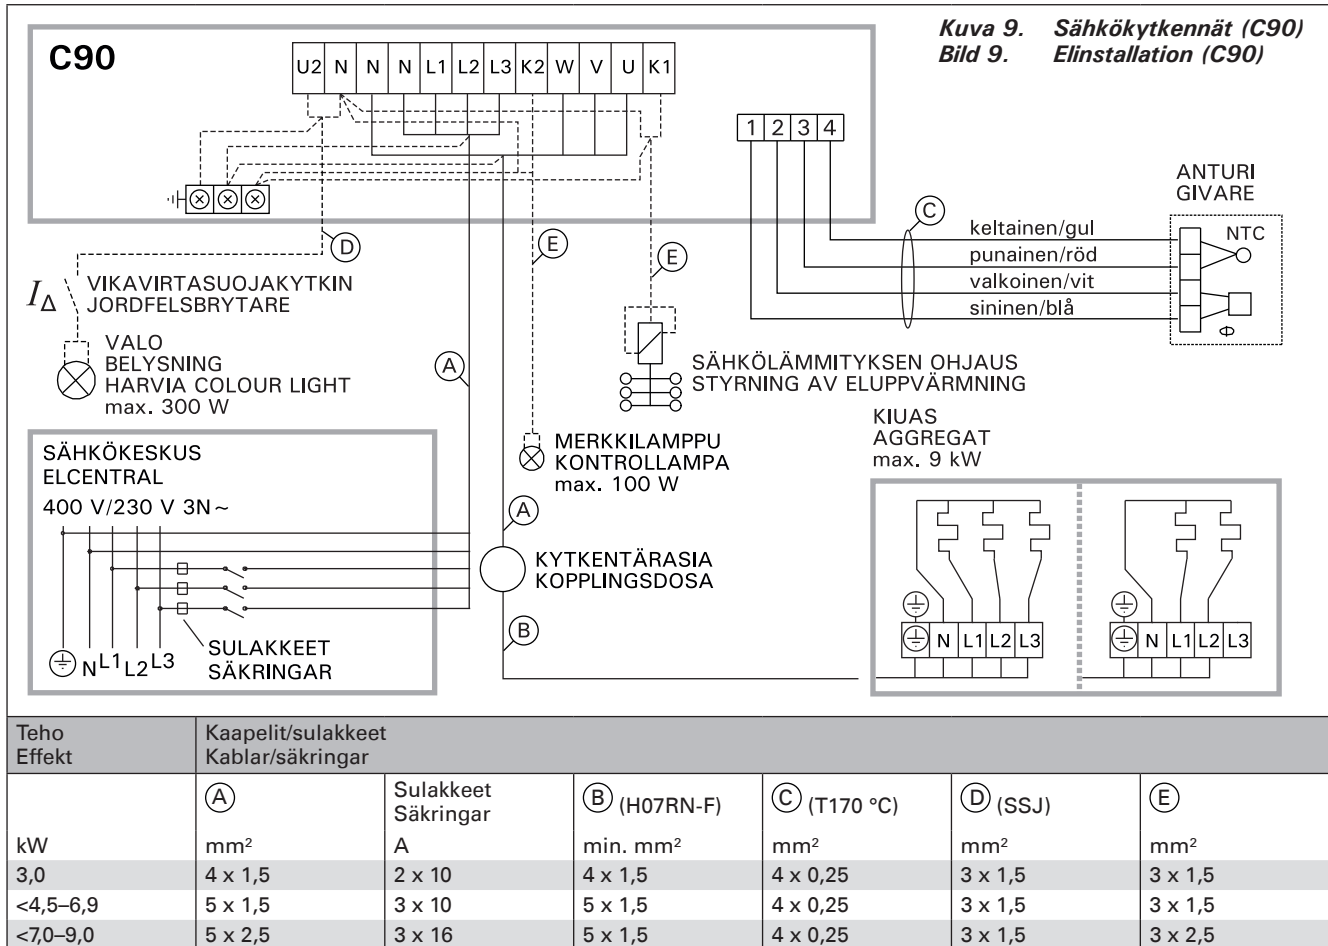 Kuva 9. Sähkökytkennät (C90)
Bild 9. Elinstallation (C90)
C90
U2 N N N L1 L2 L3 K2 W V U K1
1 2 3 4
ANTURI
GIVARE
NTC
C
keltainen/gul
punainen/röd
valkoinen/vit
sininen/blå
Φ
D
E
E
I∆
VIKAVIRTASUOJAKYTKIN
JORDFELSBRYTARE
VALO
BELYSNING
HARVIA COLOUR LIGHT
max. 300 W
A
SÄHKÖLÄMMITYKSEN OHJAUS
STYRNING AV ELUPPVÄRMNING
MERKKILAMPPU
KONTROLLAMPA
max. 100 W
KIUAS
AGGREGAT
max. 9 kW
SÄHKÖKESKUS
ELCENTRAL
400 V/230 V 3N~
A
KYTKENTÄRASIA
KOPPLINGSDOSA
B
SULAKKEET
SÄKRINGAR
N L1 L2 L3
N L1 L2 L3
N L1 L2 L3
Teho Kaapelit/sulakkeet
Effekt Kablar/säkringar
A Sulakkeet B (H07RN-F) C (T170 °C) D (SSJ) E
Säkringar
kW mm² A min. mm² mm² mm² mm²
3,0 4 x 1,5 2 x 10 4 x 1,5 4 x 0,25 3 x 1,5 3 x 1,5
<4,5–6,9 5 x 1,5 3 x 10 5 x 1,5 4 x 0,25 3 x 1,5 3 x 1,5
<7,0–9,0 5 x 2,5 3 x 16 5 x 1,5 4 x 0,25 3 x 1,5 3 x 2,5